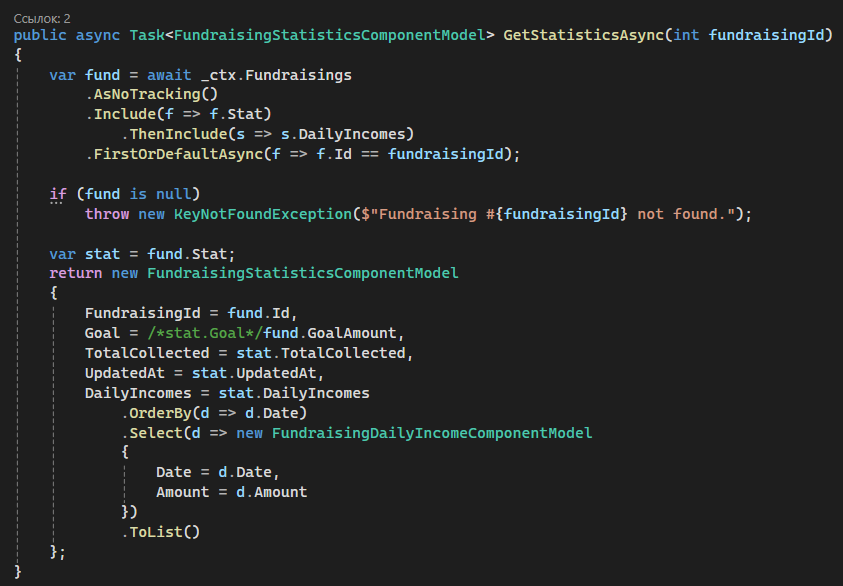 Ссылок: 2
public async Task<FundraisingStatisticsComponentModel> GetStatisticsAsync(int fundraisingId)
{
    var fund = await _ctx.Fundraisings
        .AsNoTracking()
        .Include(f => f.Stat)
            .ThenInclude(s => s.DailyIncomes)
        .FirstOrDefaultAsync(f => f.Id == fundraisingId);

    if (fund is null)
        throw new KeyNotFoundException($"Fundraising #{fundraisingId} not found.");

    var stat = fund.Stat;
    return new FundraisingStatisticsComponentModel
    {
        FundraisingId = fund.Id,
        Goal = /*stat.Goal*/fund.GoalAmount,
        TotalCollected = stat.TotalCollected,
        UpdatedAt = stat.UpdatedAt,
        DailyIncomes = stat.DailyIncomes
            .OrderBy(d => d.Date)
            .Select(d => new FundraisingDailyIncomeComponentModel
            {
                Date = d.Date,
                Amount = d.Amount
            })
            .ToList()
    };
}